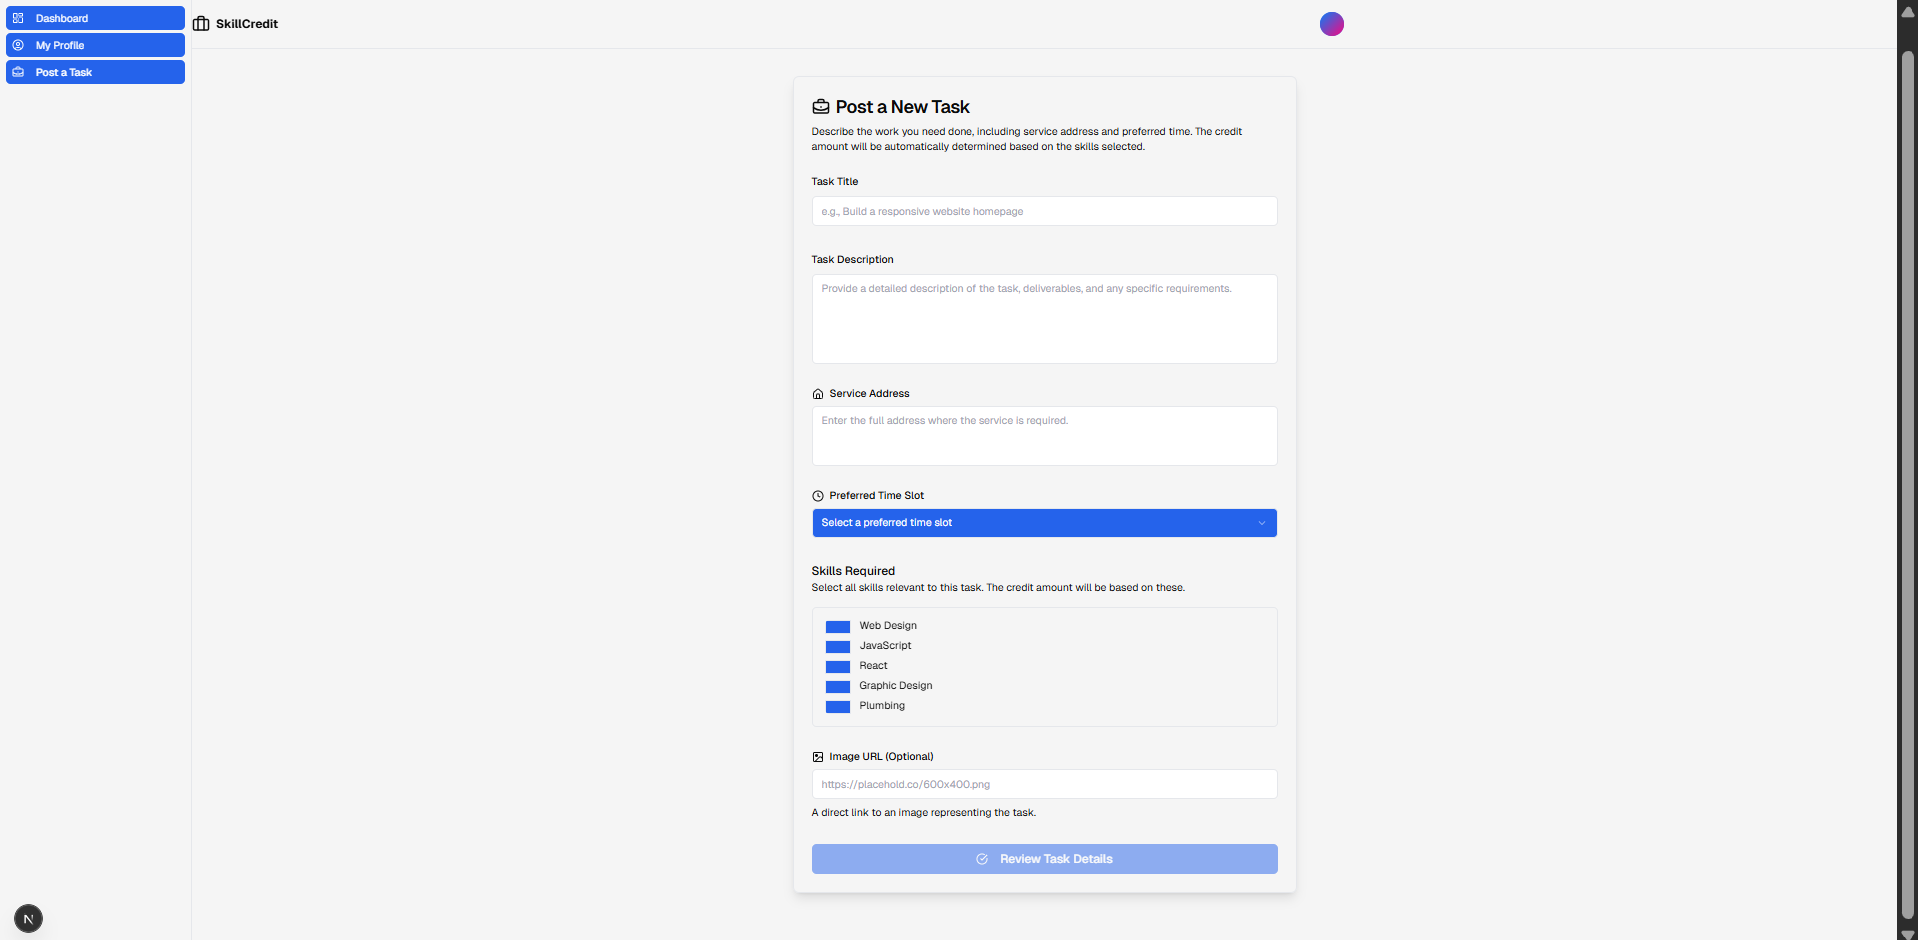 Dashboard
My Profile
Post a Task
SkillCredit
Post a New Task
Describe the work you need done, including service address and preferred time. The credit
amount will be automatically determined based on the skills selected.
Task Title
e.g., Build a responsive website homepage
Task Description
Provide a detailed description of the task, deliverables, and any specific requirements.
Service Address
Enter the full address where the service is required.
Preferred Time Slot
Select a preferred time slot
Skills Required
Select all skills relevant to this task. The credit amount will be based on these.
Web Design
JavaScript
React
Graphic Design
Plumbing
Image URL (Optional)
https://placehold.co/600x400.png
A direct link to an image representing the task.
Review Task Details
N